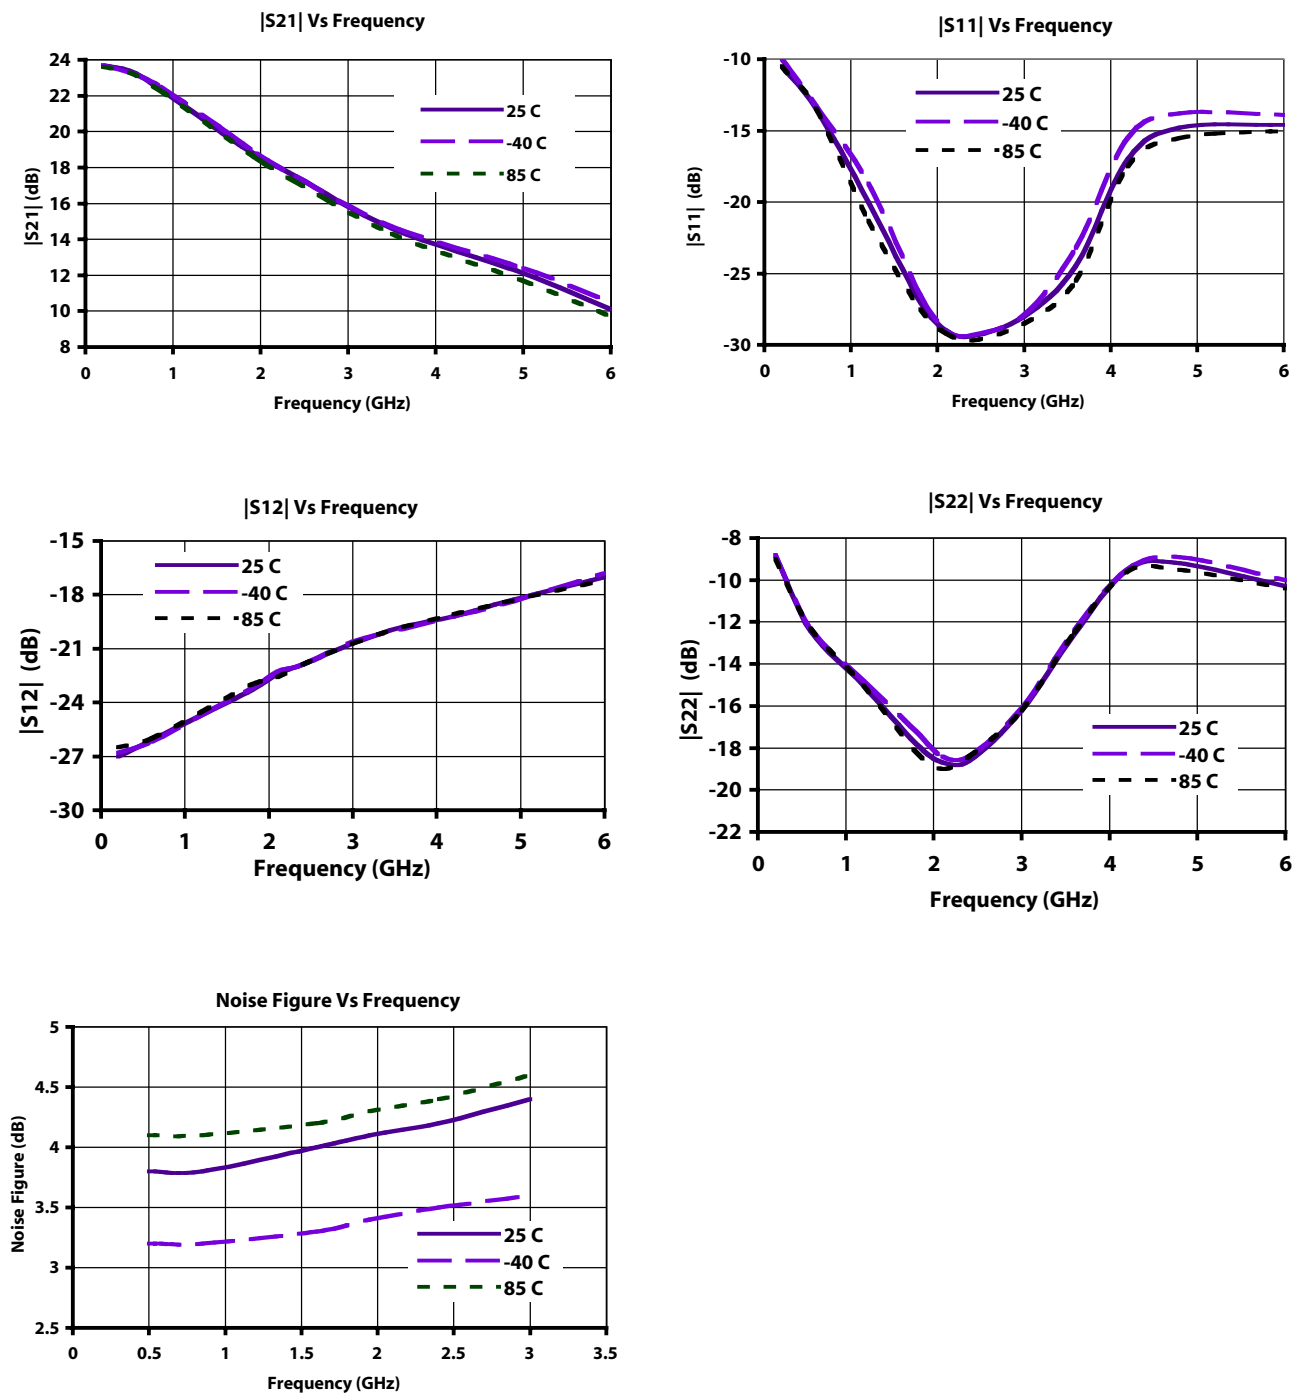 |S21| Vs Frequency
24
22
20
18
16
14
12
10
8
|S21| (dB)
25 C
-40 C
85 C
0 1 2 3 4 5 6
Frequency (GHz)
|S11| Vs Frequency
-10
-15
-20
-25
-30
|S11| (dB)
25 C
-40 C
85 C
0 1 2 3 4 5 6
Frequency (GHz)
|S12| Vs Frequency
-15
-18
-21
-24
-27
-30
|S12| (dB)
25 C
-40 C
85 C
0 1 2 3 4 5 6
Frequency (GHz)
|S22| Vs Frequency
-8
-10
-12
-14
-16
-18
-20
-22
|S22| (dB)
25 C
-40 C
85 C
0 1 2 3 4 5 6
Frequency (GHz)
Noise Figure Vs Frequency
5
4.5
4
3.5
3
2.5
Noise Figure (dB)
25 C
-40 C
85 C
0 0.5 1 1.5 2 2.5 3 3.5
Frequency (GHz)